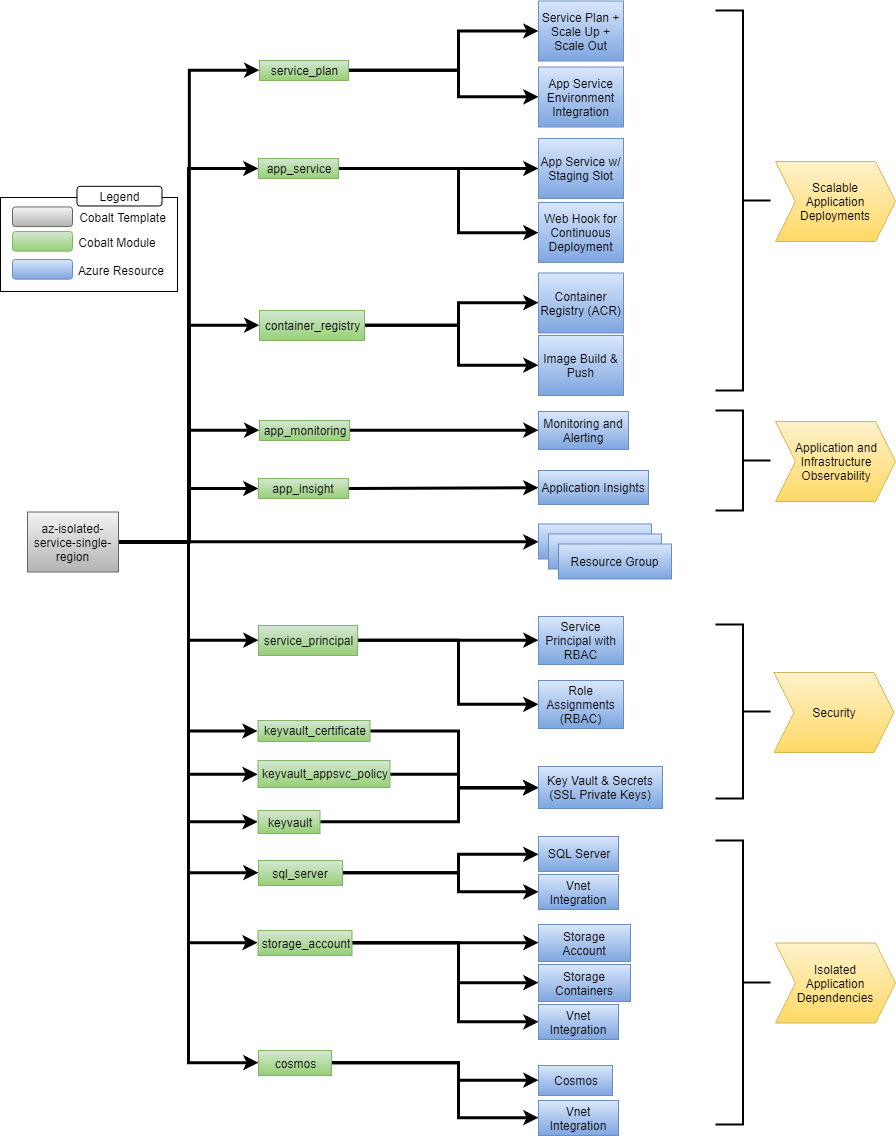 Service Plan +
Scale Up +
Scale Out
service_plan
App Service
Environment
Integration
app_service
App Service w/
Staging Slot
Web Hook for
Continuous
Deployment
Scalable
Application
Deployments
Legend
Cobalt Template
Cobalt Module
Azure Resource
container_registry
Container
Registry (ACR)
Image Build &
Push
app_monitoring
Monitoring and
Alerting
app_insight
Application Insights
Application and
Infrastructure
Observability
az-isolated-
service-single-
region
Resource Group
service_principal
Service
Principal with
RBAC
Role
Assignments
(RBAC)
keyvault_certificate
keyvault_appsvc_policy
keyvault
Key Vault & Secrets
(SSL Private Keys)
Security
sql_server
SQL Server
Vnet
Integration
storage_account
Storage
Account
Storage
Containers
Vnet
Integration
cosmos
Cosmos
Vnet
Integration
Isolated
Application
Dependencies